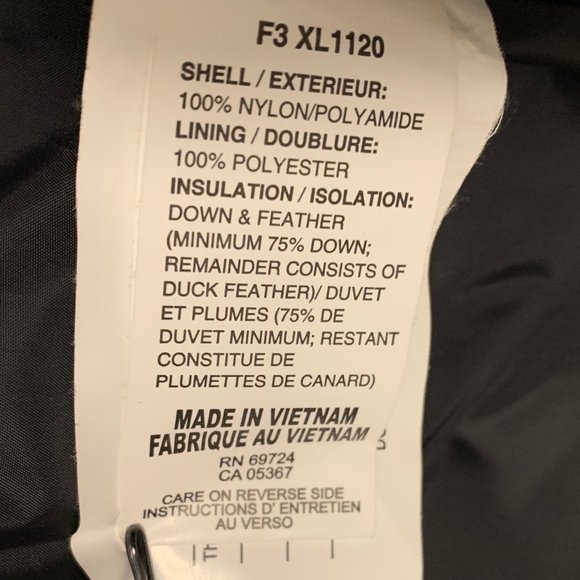 F3 XL1120
SHELL / EXTERIEUR:
100% NYLON/POLYAMIDE
LINING / DOUBLURE:
100% POLYESTER
INSULATION / ISOLATION:
DOWN & FEATHER
(MINIMUM 75% DOWN;
REMAINDER CONSISTS OF
DUCK FEATHER)/ DUVET
ET PLUMES (75% DE
DUVET MINIMUM; RESTANT
CONSTITUE DE
PLUMETTES DE CANARD)
MADE IN VIETNAM
FABRIQUE AU VIETNAM
RN 69724
CA 05367
CARE ON REVERSE SIDE
INSTRUCTIONS D' ENTRETIEN
AU VERSO